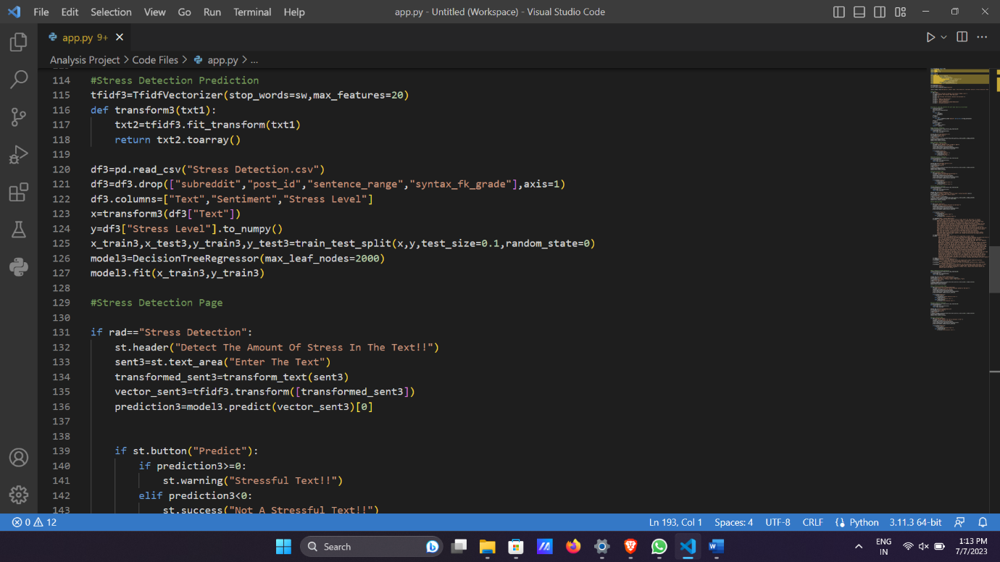 File Edit Selection View Go Run Terminal Help app.py - Untitled (Workspace) - Visual Studio Code
app.py 9+
Analysis Project > Code Files > app.py > ...
114 #Stress Detection Prediction
115 tfidf3=TfidfVectorizer(stop_words=sw,max_features=20)
116 def transform3(txt1):
117     txt2=tfidf3.fit_transform(txt1)
118     return txt2.toarray()
119
120 df3=pd.read_csv("Stress Detection.csv")
121 df3=df3.drop(["subreddit","post_id","sentence_range","syntax_fk_grade"],axis=1)
122 df3.columns=["Text","Sentiment","Stress Level"]
123 x=transform3(df3["Text"])
124 y=df3["Stress Level"].to_numpy()
125 x_train3,x_test3,y_train3,y_test3=train_test_split(x,y,test_size=0.1,random_state=0)
126 model3=DecisionTreeRegressor(max_leaf_nodes=2000)
127 model3.fit(x_train3,y_train3)
128
129 #Stress Detection Page
130
131 if rad=="Stress Detection":
132     st.header("Detect The Amount Of Stress In The Text!!")
133     sent3=st.text_area("Enter The Text")
134     transformed_sent3=transform_text(sent3)
135     vector_sent3=tfidf3.transform([transformed_sent3])
136     prediction3=model3.predict(vector_sent3)[0]
137
138
139     if st.button("Predict"):
140         if prediction3>=0:
141             st.warning("Stressful Text!!")
142         elif prediction3<0:
143             st.success("Not A Stressful Text!!")
0 12 Ln 193, Col 1 Spaces: 4 UTF-8 CRLF Python 3.11.3 64-bit
Search ENG IN 1:13 PM 7/7/2023